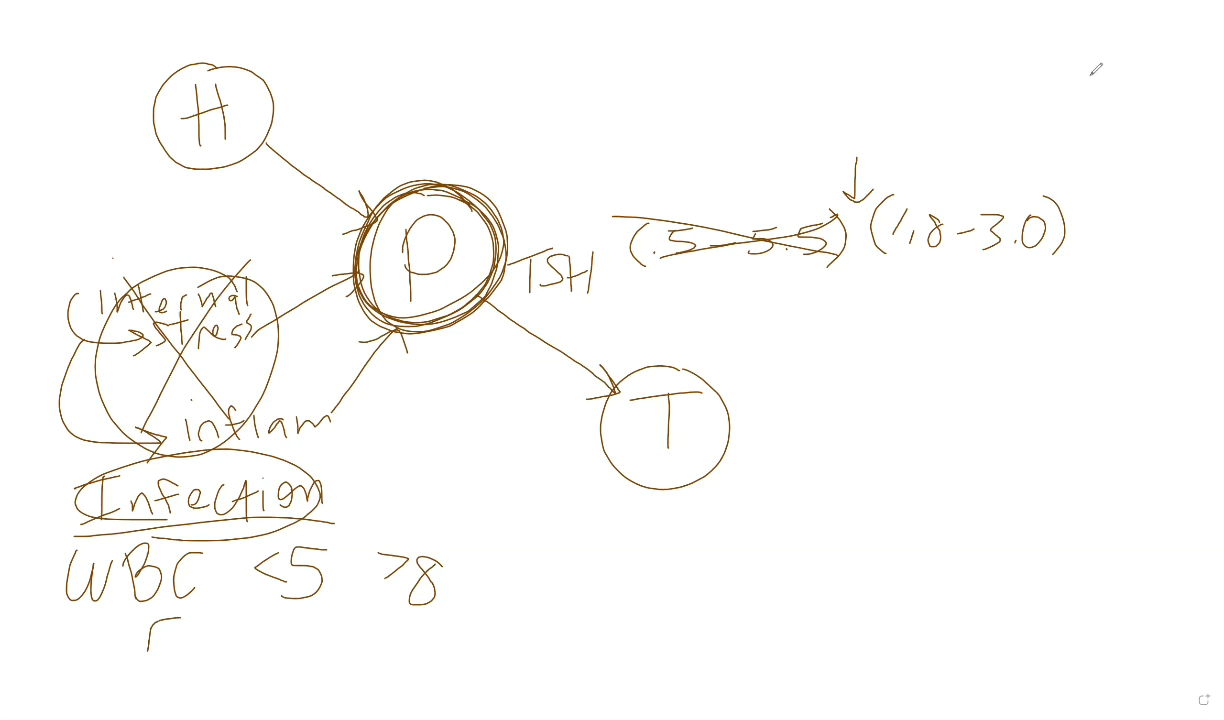 H
P
TSH
(.5 - 5.5) (1.8 - 3.0)
internal
stress
inflam
T
Infection
WBC <5 >8